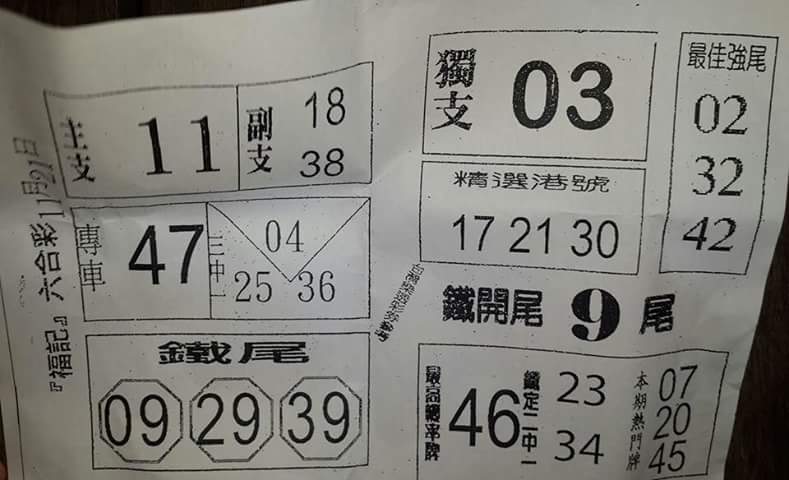 『福記』六合彩11月21日
主支 11
副支 18 38
專車 47
三中一 04 25 36
鐵尾
09 29 39
獨支 03
最佳強尾
02
32
42
精選港號
17 21 30
鐵開尾 9 尾
最高機率牌 46
鐵定二中一 23 34
本期熱門牌 07 20 45